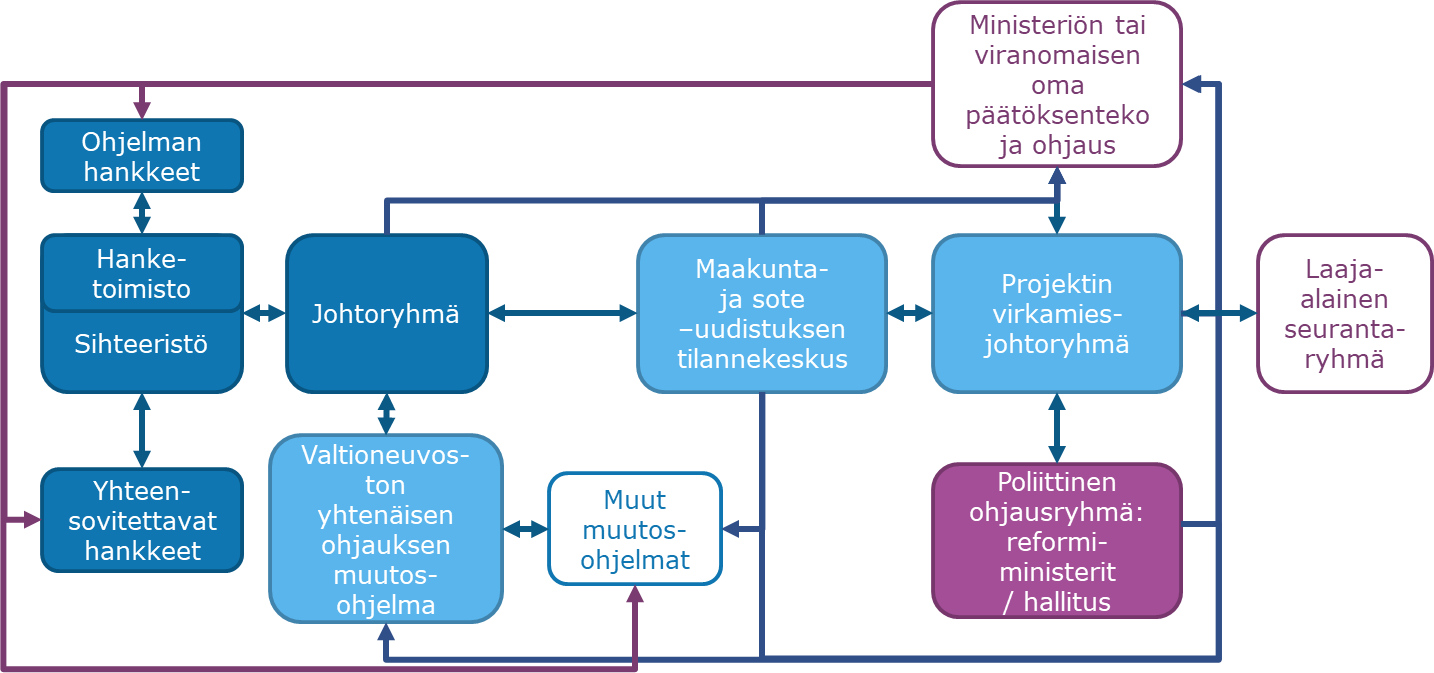 Ministeriön tai
viranomaisen
oma
päätöksenteko
ja ohjaus
Ohjelman
hankkeet
Hanke-
toimisto
Sihteeristö
Johtoryhmä
Maakunta-
ja sote
–uudistuksen
tilannekeskus
Projektin
virkamies-
johtoryhmä
Laaja-
alainen
seuranta-
ryhmä
Yhteen-
sovitettavat
hankkeet
Valtioneuvos-
ton
yhtenäisen
ohjauksen
muutos-
ohjelma
Muut
muutos-
ohjelmat
Poliittinen
ohjausryhmä:
reformi-
ministerit
/ hallitus